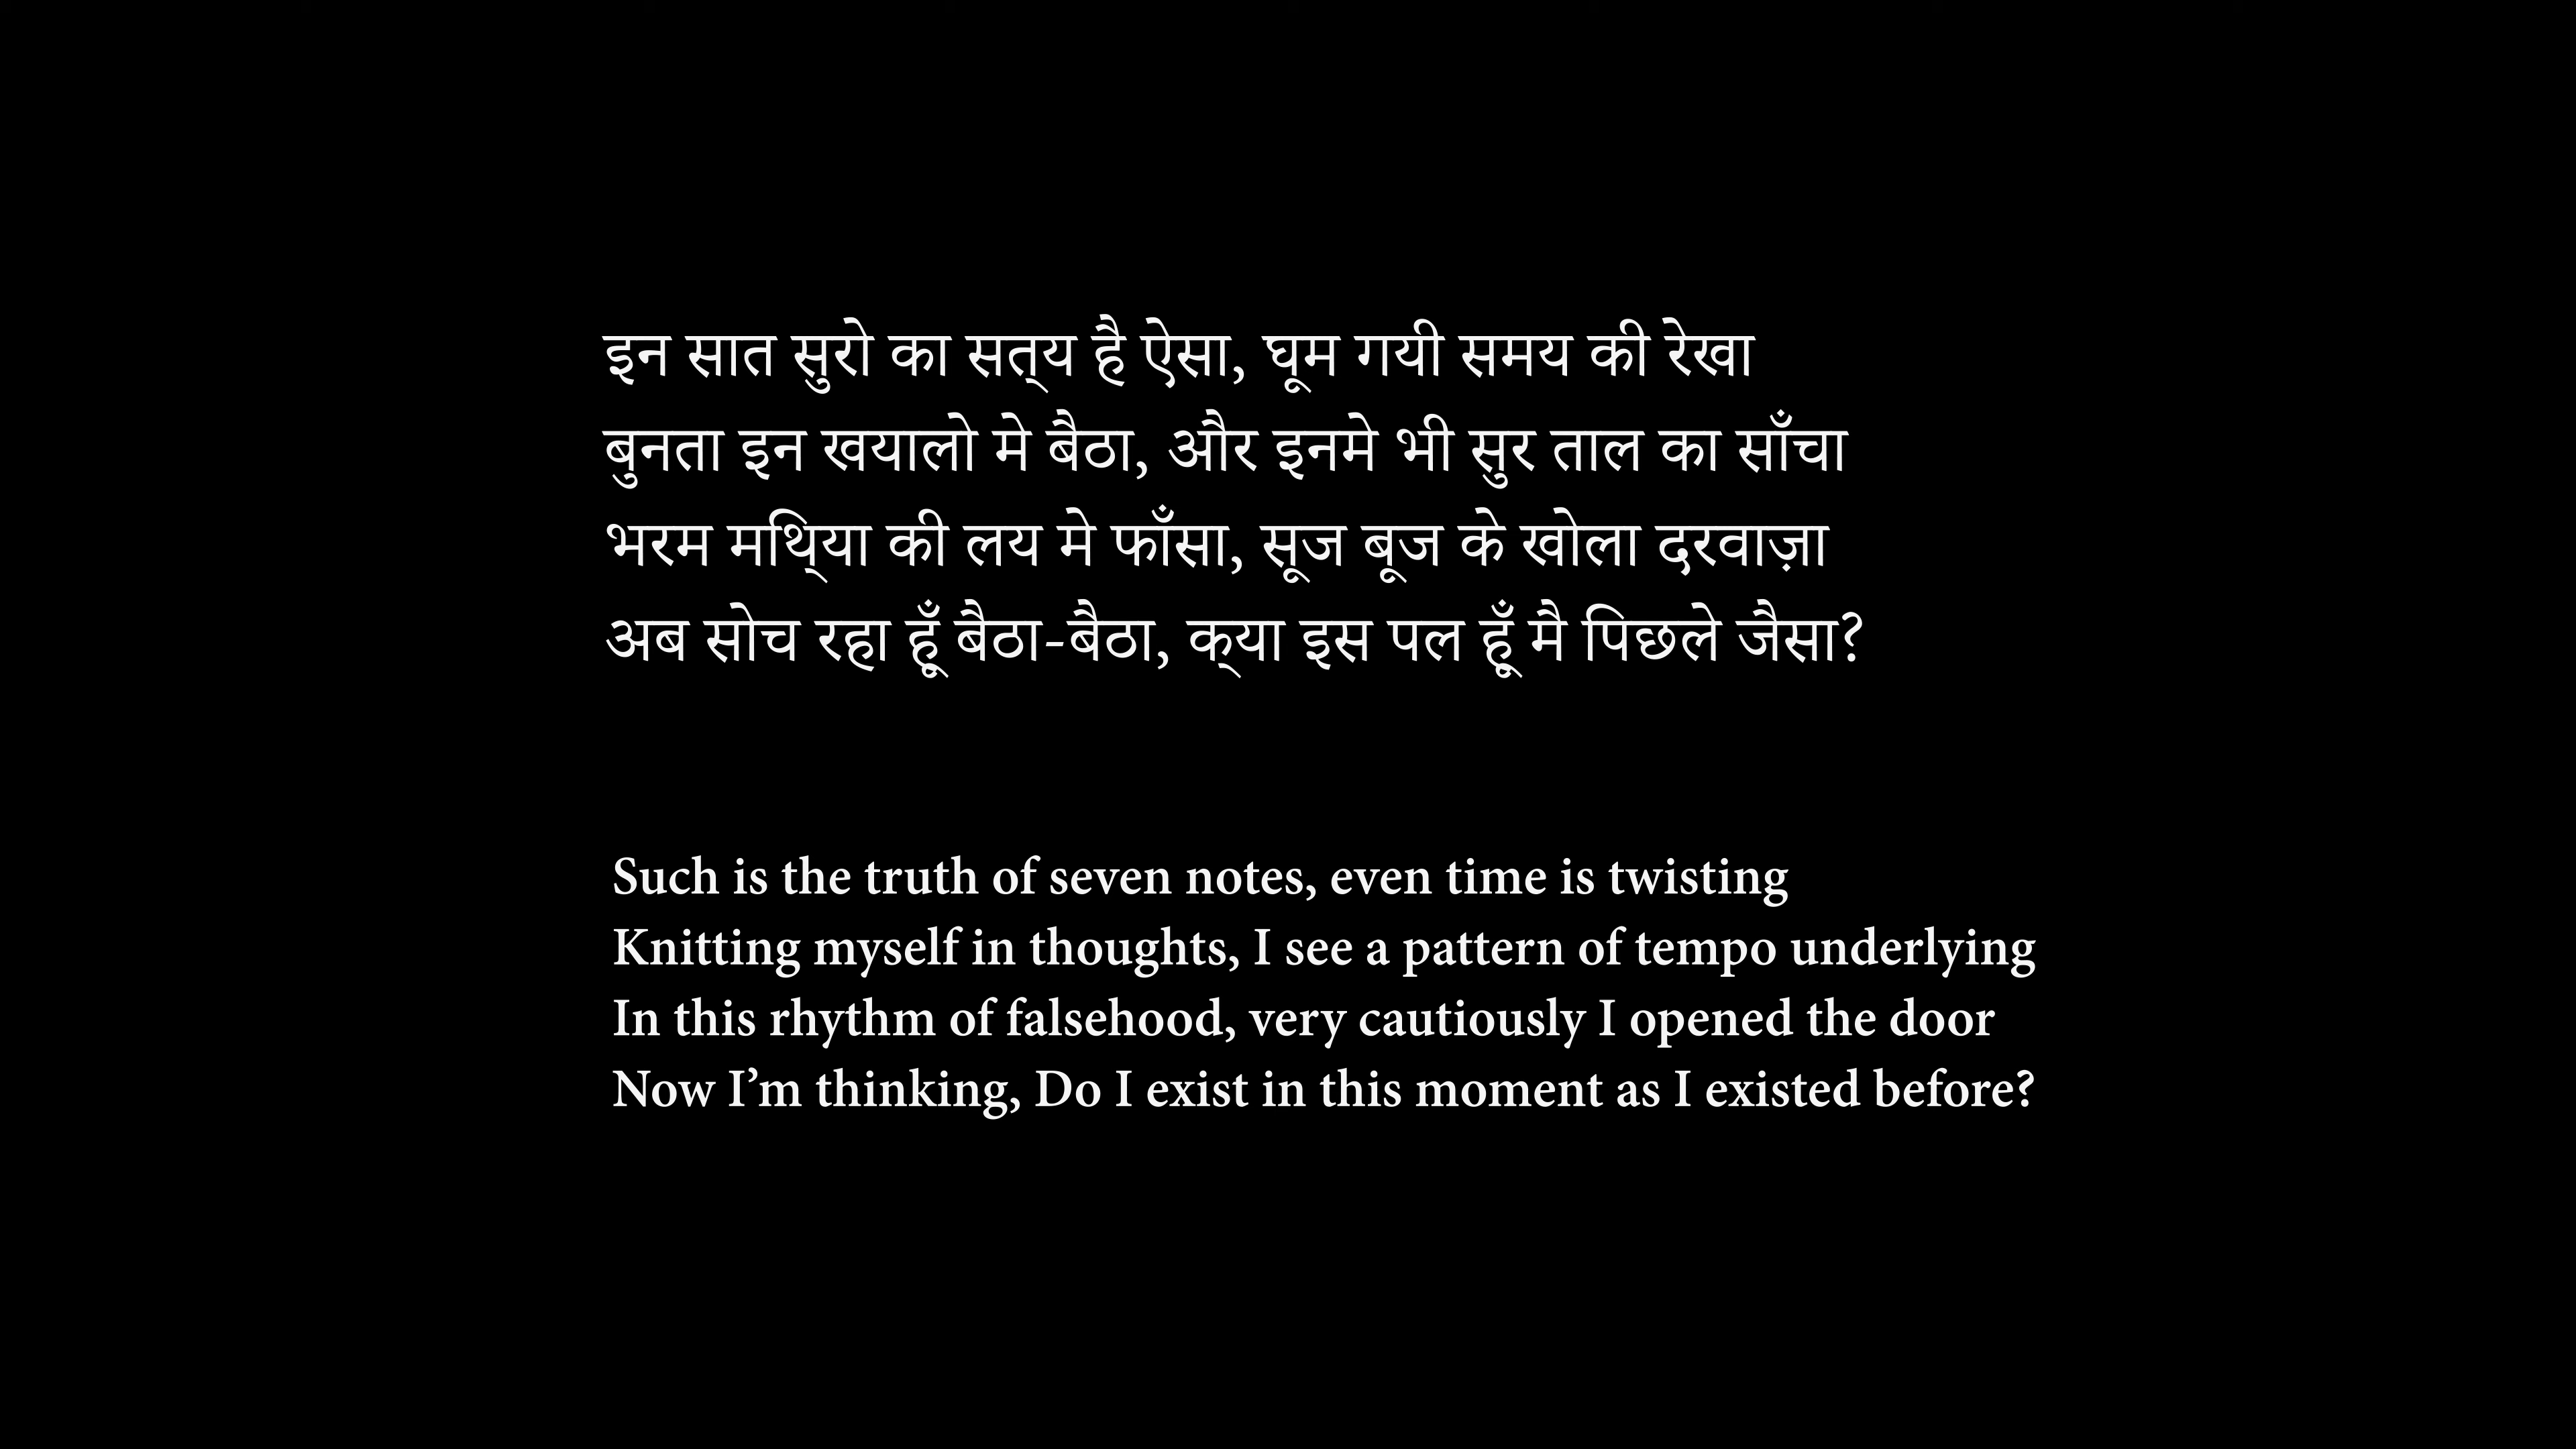 इन सात सुरो का सत्‌य है ऐसा, घूम गयी समय की रेखा
बुनता इन खयालो मे बैठा, और इनमे भी सुर ताल का साँचा
भरम मथि्‌या की लय मे फाँसा, सूज बूज के खोला दरवाज़ा
अब सोच रहा हूँ बैठा-बैठा, क्‌या इस पल हूँ मै पिछले जैसा?
Such is the truth of seven notes, even time is twisting
Knitting myself in thoughts, I see a pattern of tempo underlying
In this rhythm of falsehood, very cautiously I opened the door
Now I’m thinking, Do I exist in this moment as I existed before?